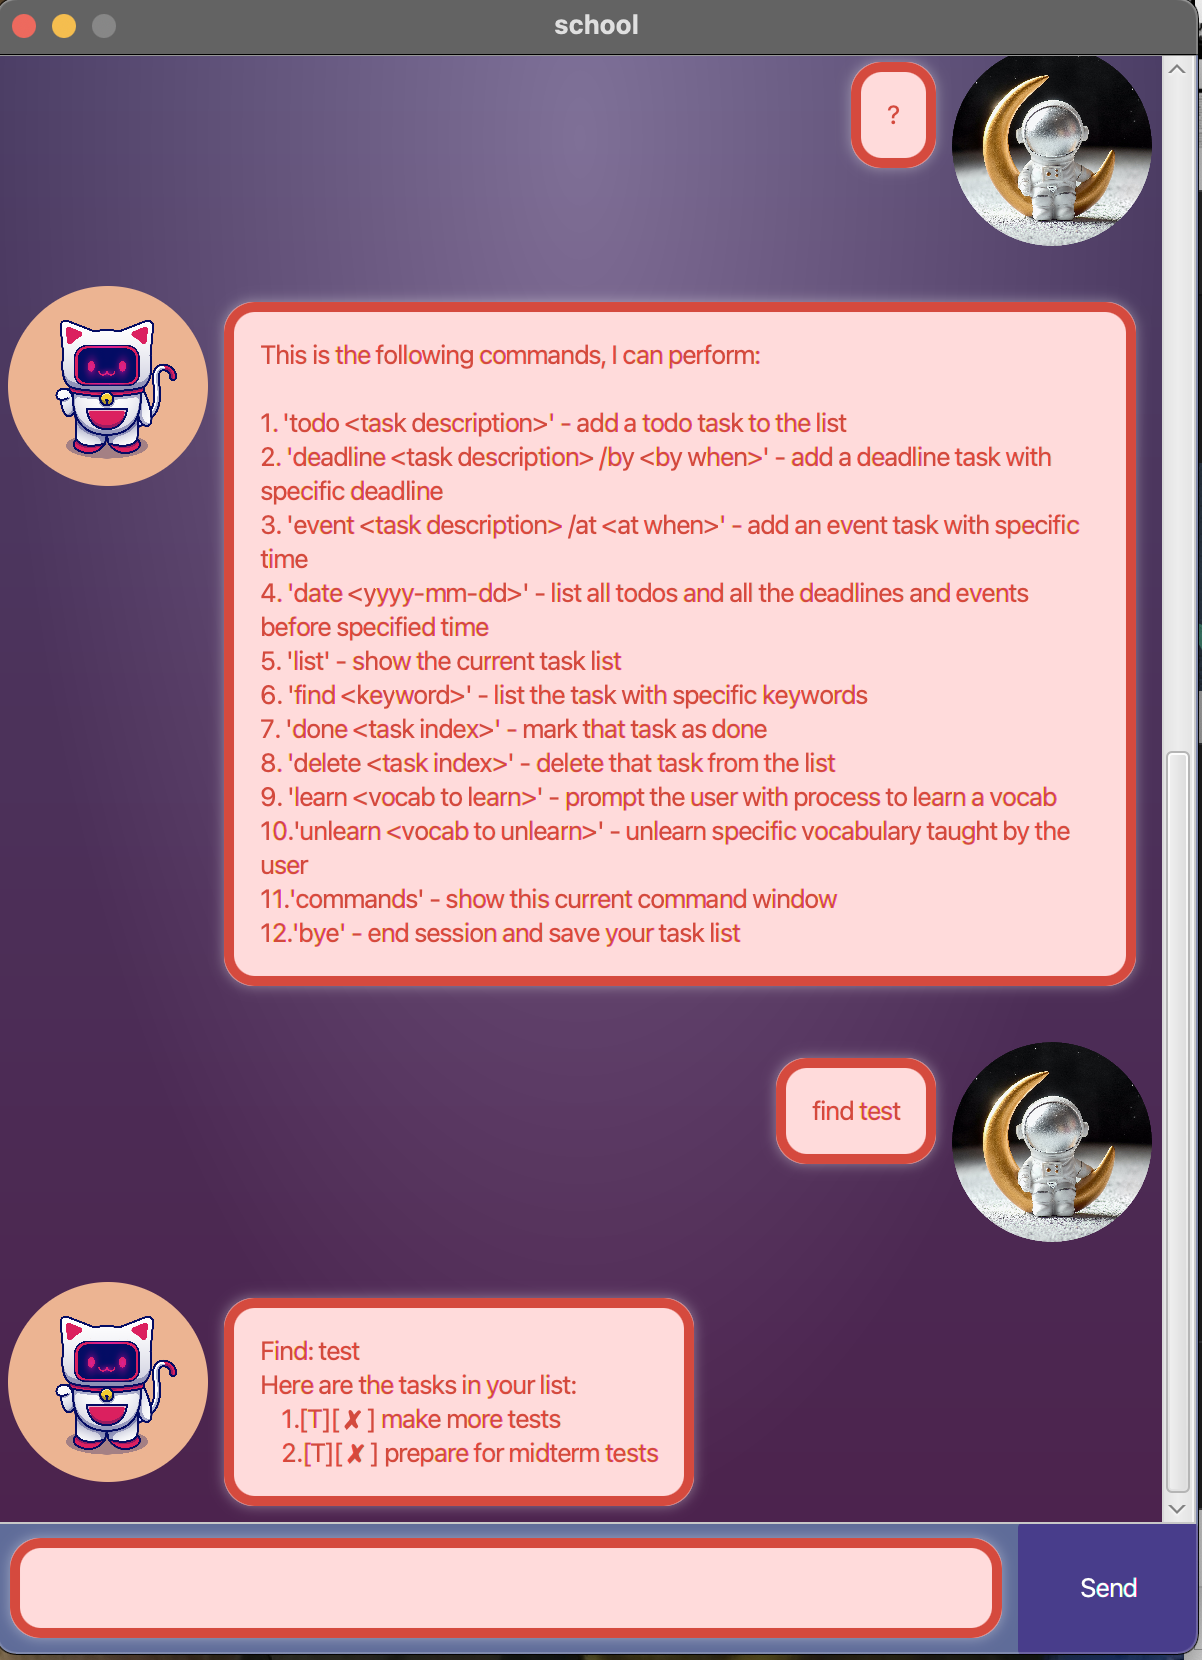 school
?
This is the following commands, I can perform:
1. 'todo <task description>' - add a todo task to the list
2. 'deadline <task description> /by <by when>' - add a deadline task with
specific deadline
3. 'event <task description> /at <at when>' - add an event task with specific
time
4. 'date <yyyy-mm-dd>' - list all todos and all the deadlines and events
before specified time
5. 'list' - show the current task list
6. 'find <keyword>' - list the task with specific keywords
7. 'done <task index>' - mark that task as done
8. 'delete <task index>' - delete that task from the list
9. 'learn <vocab to learn>' - prompt the user with process to learn a vocab
10.'unlearn <vocab to unlearn>' - unlearn specific vocabulary taught by the
user
11.'commands' - show this current command window
12.'bye' - end session and save your task list
find test
Find: test
Here are the tasks in your list:
1.[T][✘] make more tests
2.[T][✘] prepare for midterm tests
Send